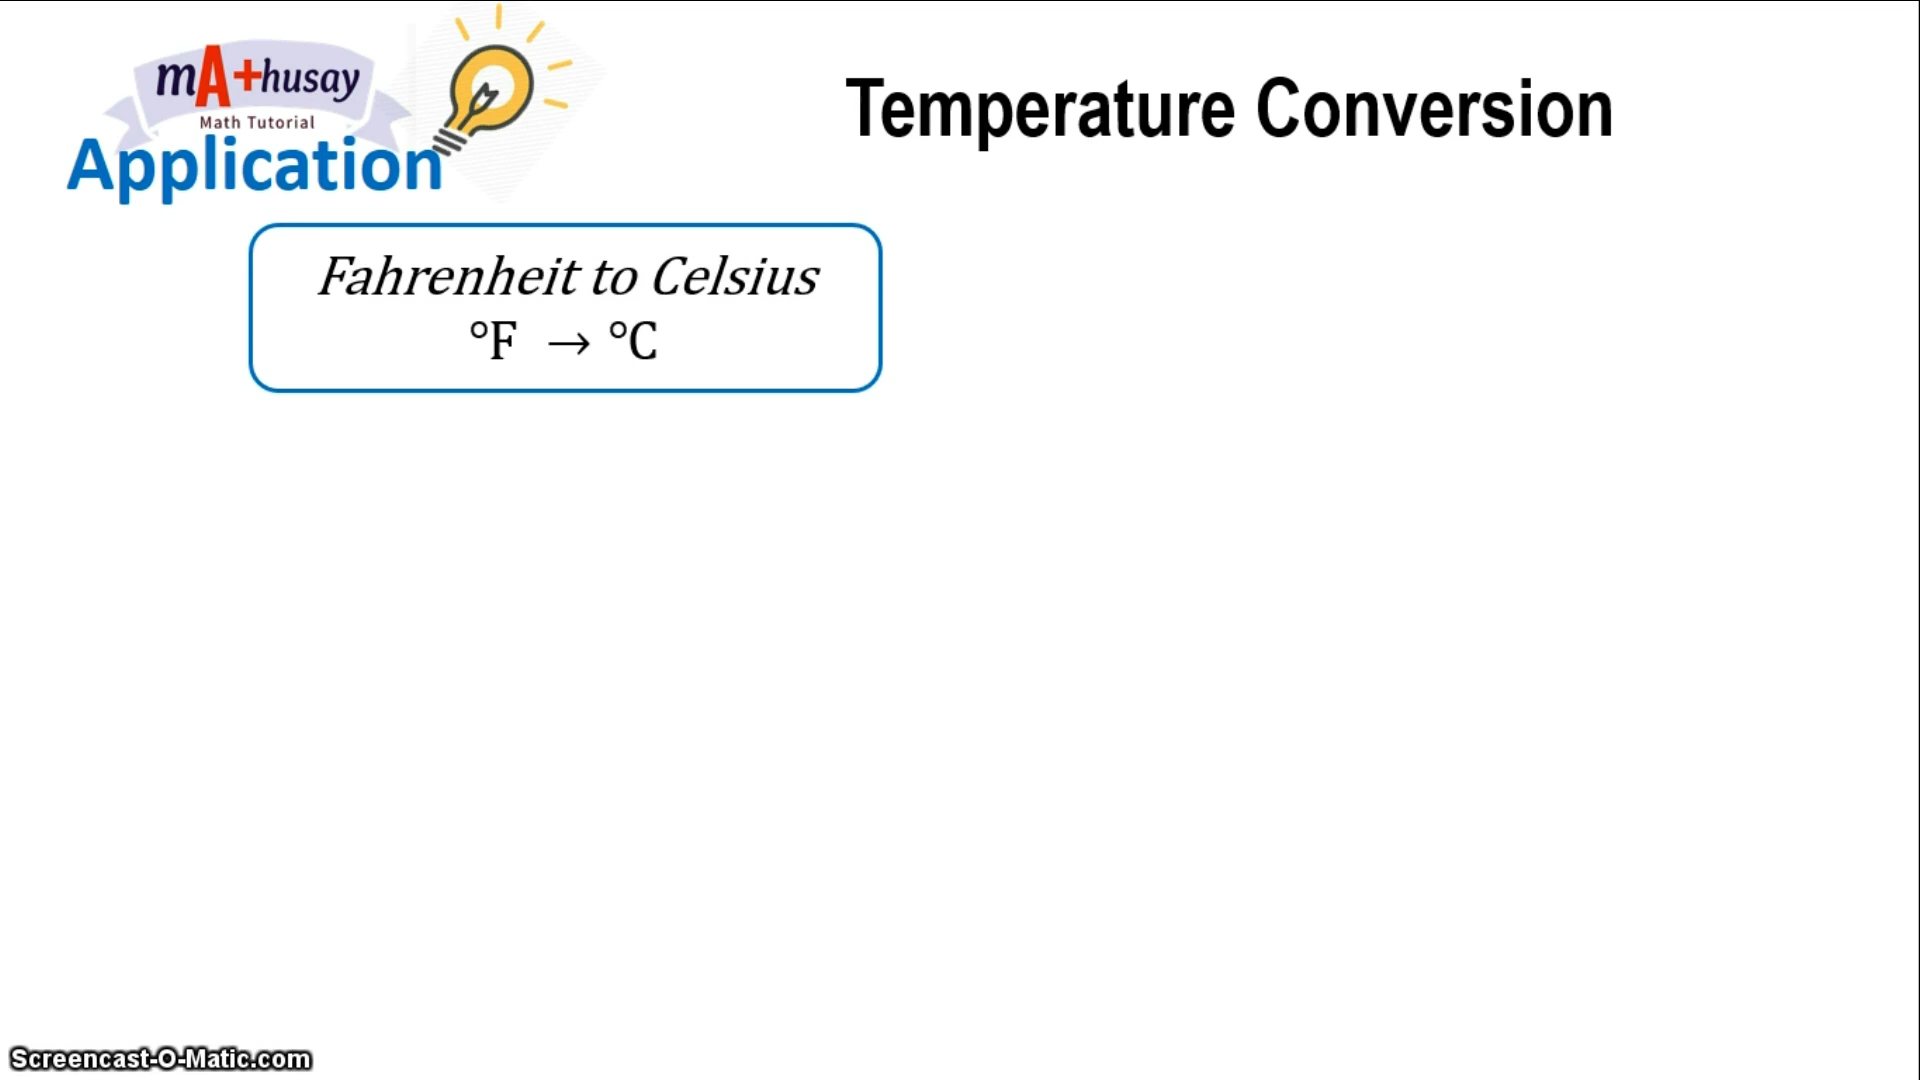 mA+husay
Math Tutorial
Application
Temperature Conversion
Fahrenheit to Celsius
°F → °C
Screencast-O-Matic.com